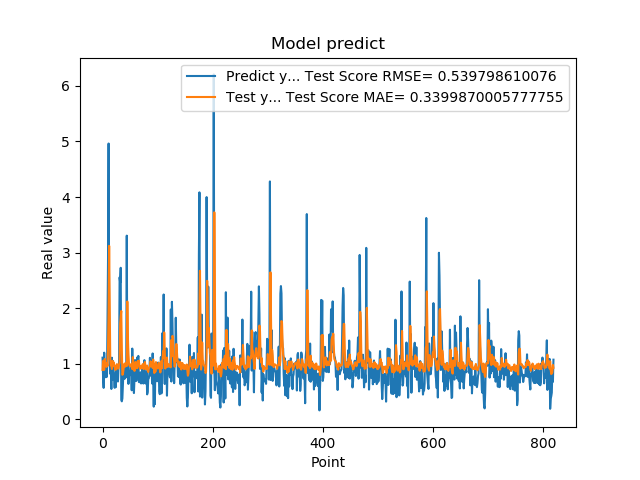 Model predict
Predict y... Test Score RMSE= 0.539798610076
Test y... Test Score MAE= 0.3399870005777755
Real value
6
5
4
3
2
1
0
0 200 400 600 800
Point